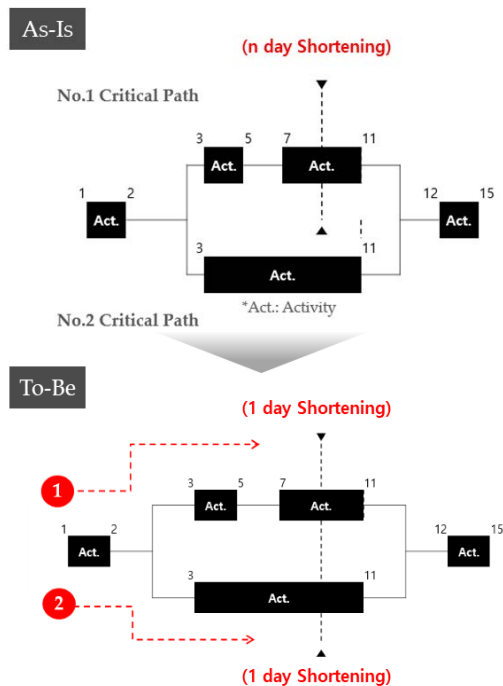 As-Is
(n day Shortening)
No.1 Critical Path
3 5 7 11
Act. Act.
1 2 12 15
Act. Act.
3 11
Act.
*Act.: Activity
No.2 Critical Path
To-Be
(1 day Shortening)
1
3 5 7 11
Act. Act.
1 2 12 15
Act. Act.
3 11
Act.
2
(1 day Shortening)